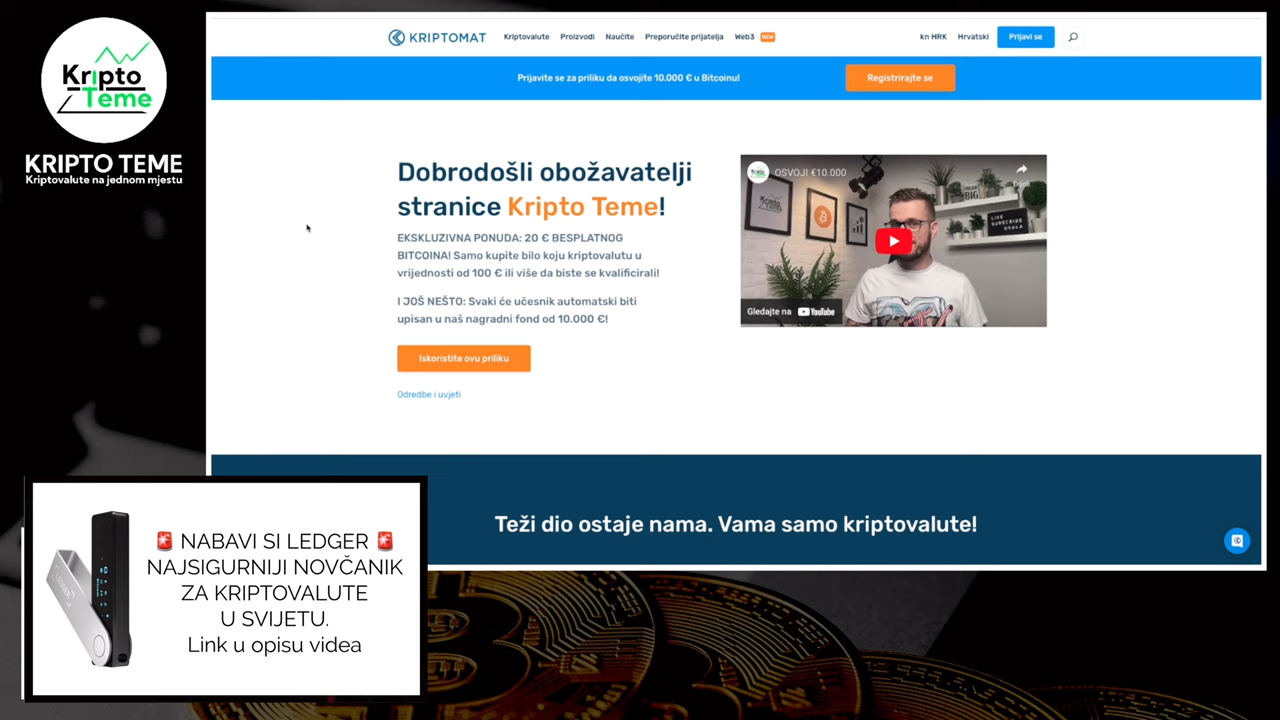 Kripto
Teme
KRIPTO TEME
Kriptovalute na jednom mjestu
KRIPTOMAT
Kriptovalute
Proizvodi
Naučite
Preporučite prijatelja
Web3
NEW
kn HRK
Hrvatski
Prijavi se
Prijavite se za priliku da osvojite 10.000 € u Bitcoinu!
Registrirajte se
Dobrodošli obožavatelji
stranice Kripto Teme!
EKSKLUZIVNA PONUDA: 20 € BESPLATNOG
BITCOINA! Samo kupite bilo koju kriptovalutu u
vrijednosti od 100 € ili više da biste se kvalificirali!
I JOŠ NEŠTO: Svaki će učesnik automatski biti
upisan u naš nagradni fond od 10.000 €!
Iskoristite ovu priliku
Odredbe i uvjeti
OSVOJI €10.000
BIG
LIKE
SUBSCRIBE
HVALA
Gledajte na YouTube
Teži dio ostaje nama. Vama samo kriptovalute!
🚨 NABAVI SI LEDGER 🚨
NAJSIGURNIJI NOVČANIK
ZA KRIPTOVALUTE
U SVIJETU.
Link u opisu videa